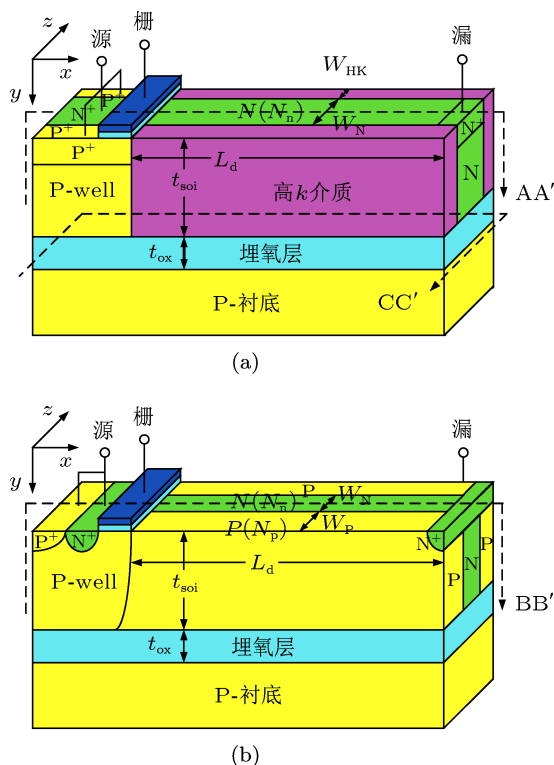 z
x
y
源
栅
漏
W_HK
P⁺
N⁺
P⁺
N(N_n)
W_N
N⁺
P⁺
L_d
N
P-well
t_soi
高k介质
AA′
t_ox
埋氧层
CC′
P-衬底
(a)
z
x
y
源
栅
漏
P
N(N_n)
W_N
P⁺
N⁺
P(N_p)
W_P
N⁺
L_d
P
N
P
P-well
t_soi
BB′
t_ox
埋氧层
P-衬底
(b)